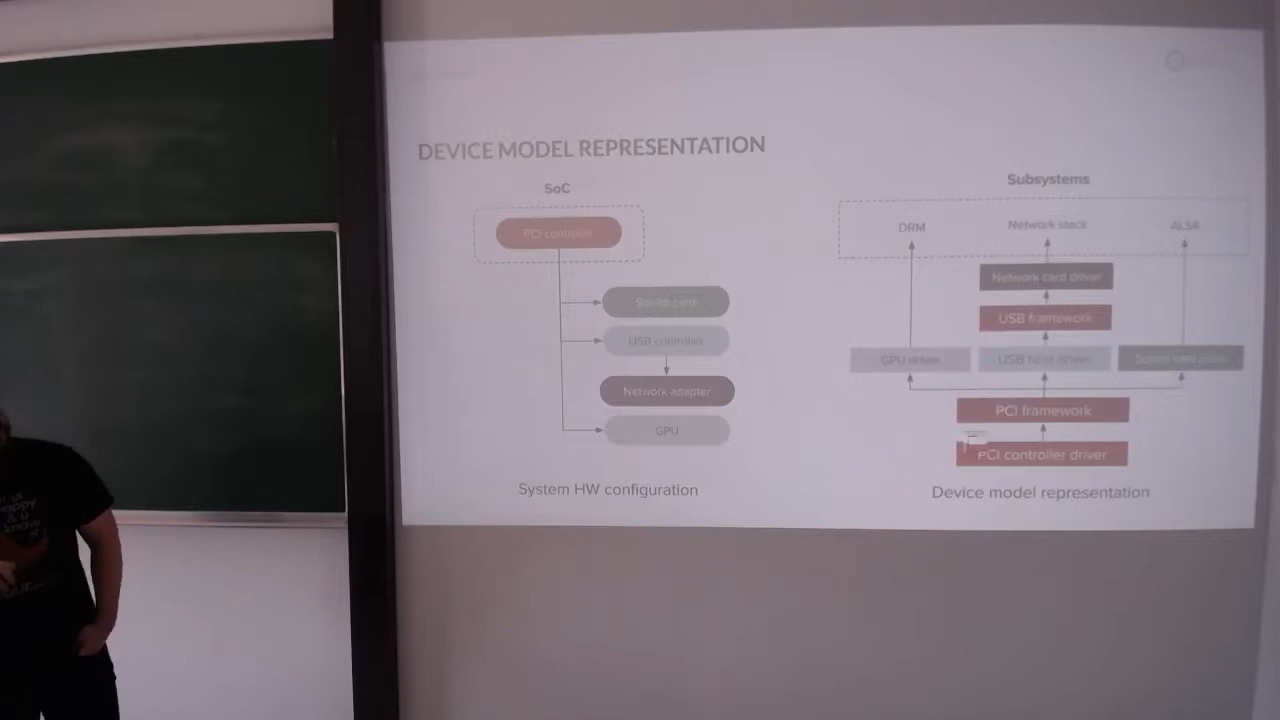 DEVICE MODEL REPRESENTATION
SoC
PCI controller
Sound card
USB controller
Network adapter
GPU
System HW configuration
Subsystems
DRM
Network stack
ALSA
Network card driver
USB framework
GPU driver
USB host driver
Sound card driver
PCI framework
PCI controller driver
Device model representation